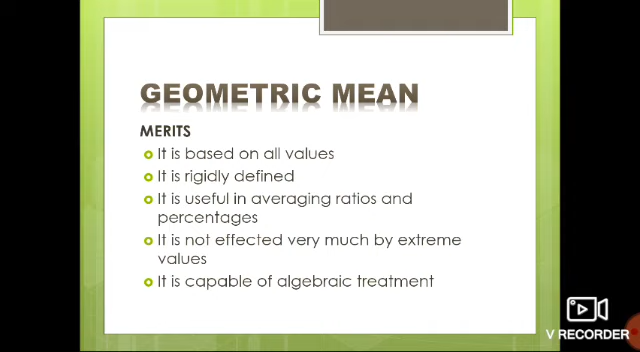 GEOMETRIC MEAN
MERITS
It is based on all values
It is rigidly defined
It is useful in averaging ratios and
percentages
It is not effected very much by extreme
values
It is capable of algebraic treatment
V RECORDER